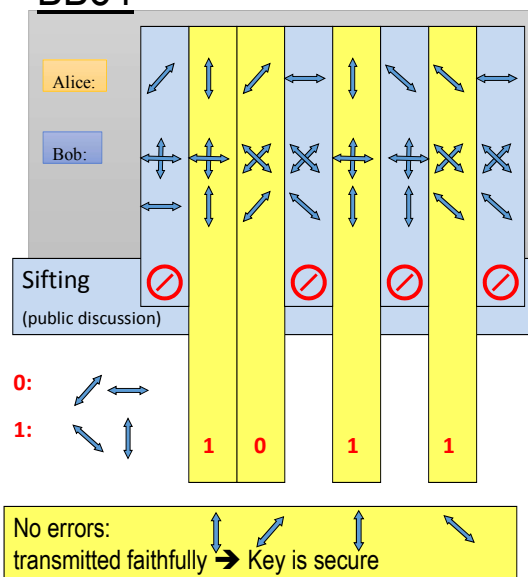 BB84
Alice:
Bob:
Sifting
(public discussion)
0:
1:
1 0 1 1
No errors:
transmitted faithfully ➔ Key is secure